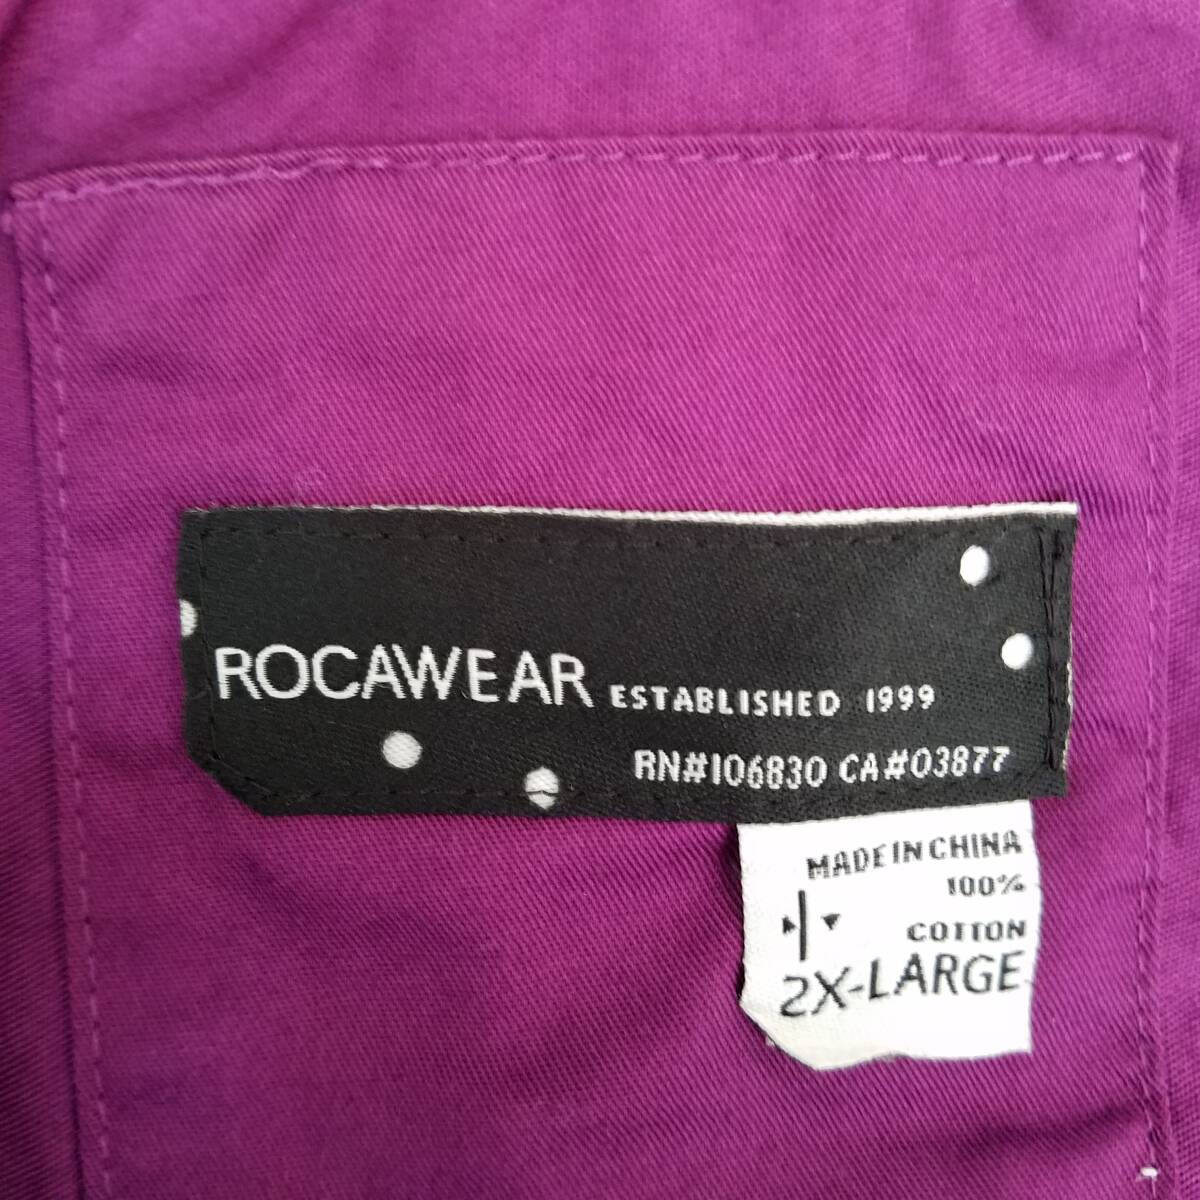 ROCAWEAR ESTABLISHED 1999
RN#106830 CA#03877
MADE IN CHINA
100%
COTTON
2X-LARGE